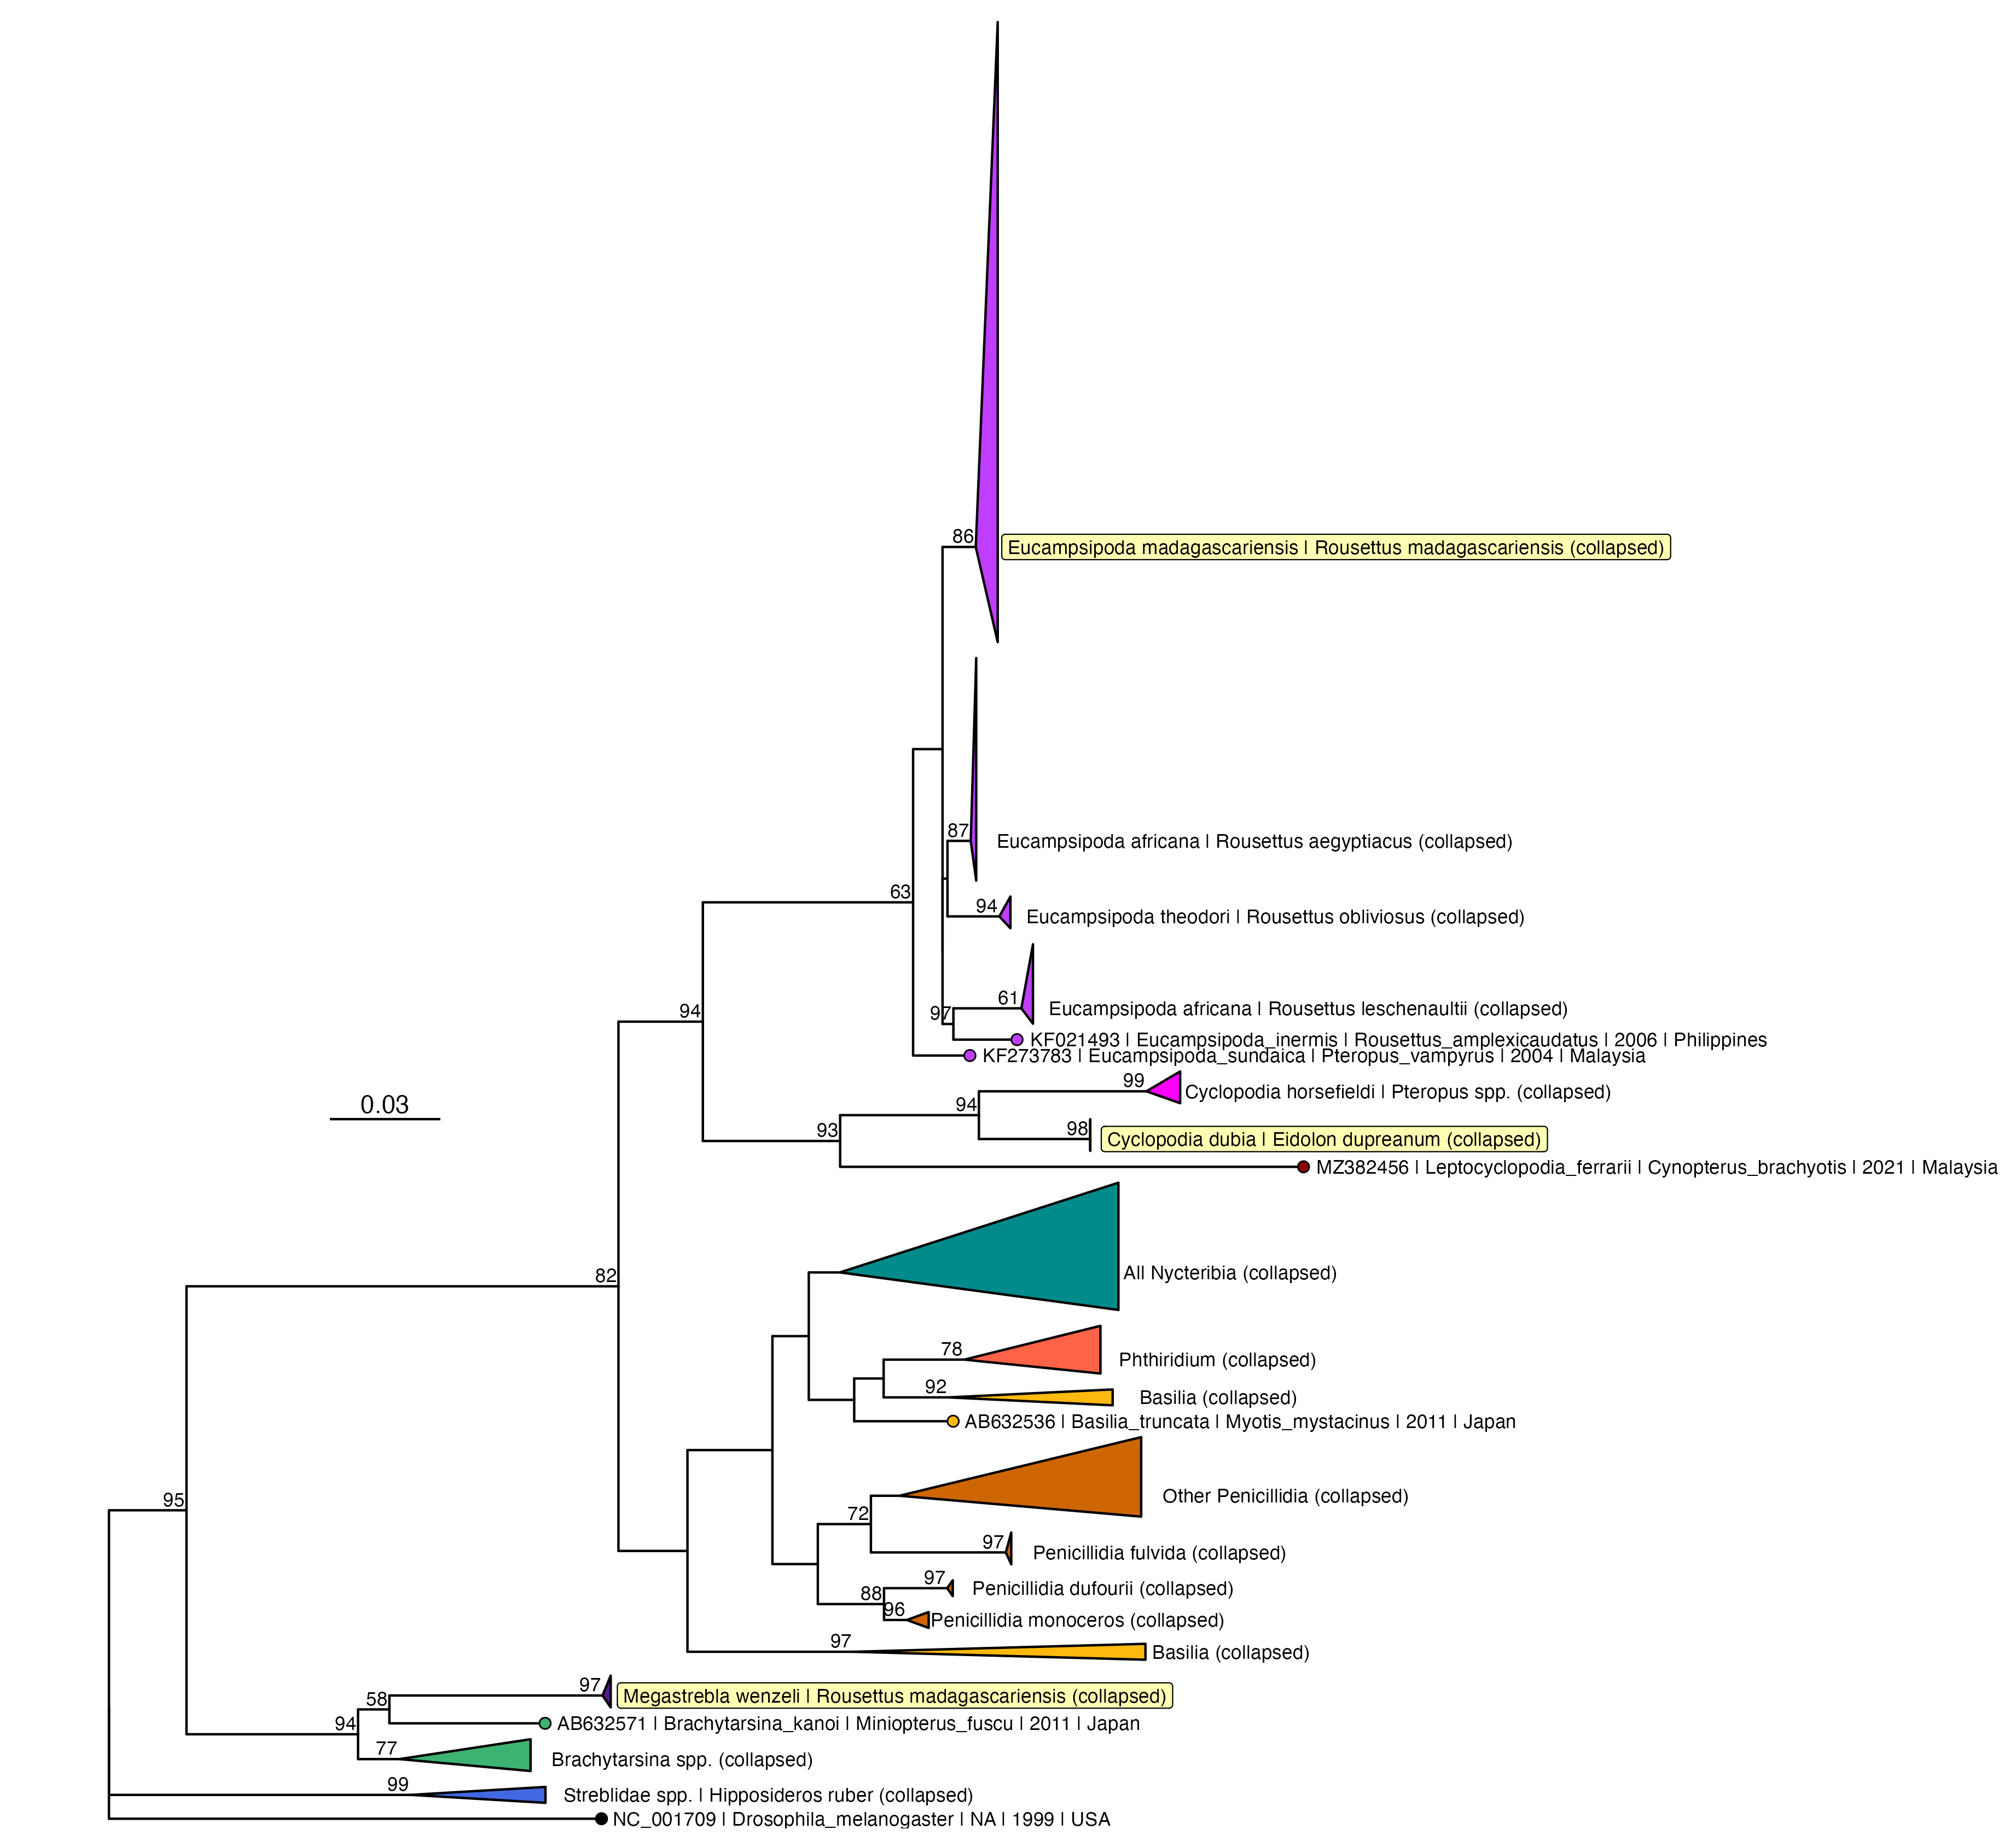 86
Eucampsipoda madagascariensis | Rousettus madagascariensis (collapsed)
87
Eucampsipoda africana | Rousettus aegyptiacus (collapsed)
63
94
Eucampsipoda theodori | Rousettus obliviosus (collapsed)
61
Eucampsipoda africana | Rousettus leschenaultii (collapsed)
94
97
KF021493 | Eucampsipoda_inermis | Rousettus_amplexicaudatus | 2006 | Philippines
KF273783 | Eucampsipoda_sundaica | Pteropus_vampyrus | 2004 | Malaysia
99
Cyclopodia horsefieldi | Pteropus spp. (collapsed)
0.03
94
93
98
Cyclopodia dubia | Eidolon dupreanum (collapsed)
MZ382456 | Leptocyclopodia_ferrarii | Cynopterus_brachyotis | 2021 | Malaysia
82
All Nycteribia (collapsed)
78
Phthiridium (collapsed)
92
Basilia (collapsed)
AB632536 | Basilia_truncata | Myotis_mystacinus | 2011 | Japan
95
Other Penicillidia (collapsed)
72
97
Penicillidia fulvida (collapsed)
97
Penicillidia dufourii (collapsed)
88
96
Penicillidia monoceros (collapsed)
97
Basilia (collapsed)
97
Megastrebla wenzeli | Rousettus madagascariensis (collapsed)
58
94
AB632571 | Brachytarsina_kanoi | Miniopterus_fuscu | 2011 | Japan
77
Brachytarsina spp. (collapsed)
99
Streblidae spp. | Hipposideros ruber (collapsed)
NC_001709 | Drosophila_melanogaster | NA | 1999 | USA